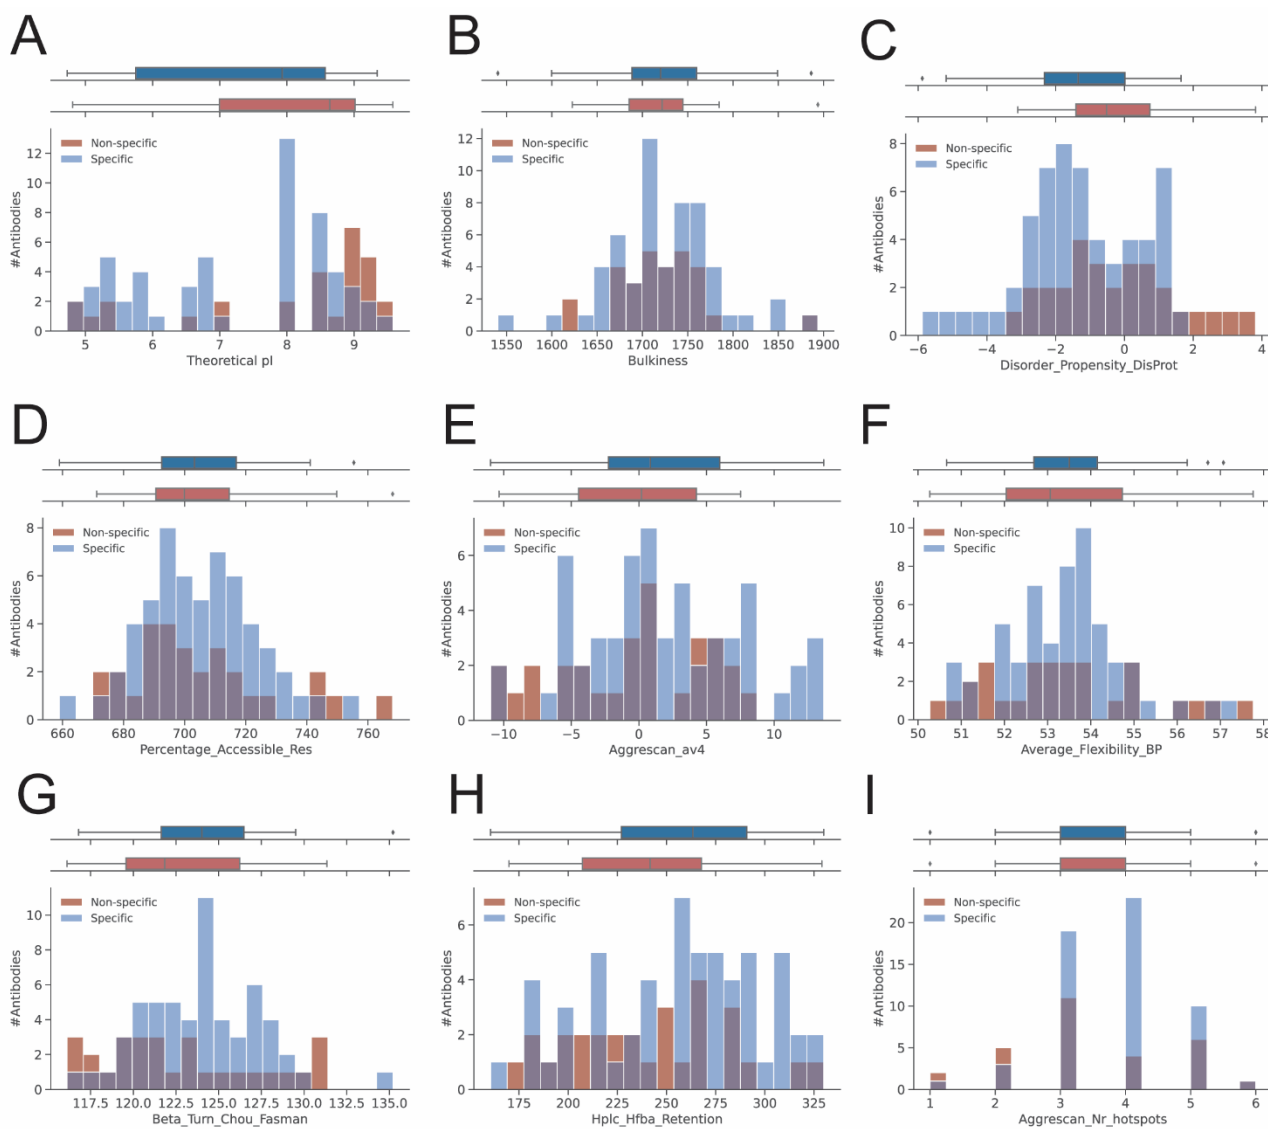 A
B
C
Non-specific
Specific
12
10
8
6
4
2
0
#Antibodies
5 6 7 8 9
Theoretical pI
Non-specific
Specific
12
10
8
6
4
2
0
#Antibodies
1550 1600 1650 1700 1750 1800 1850 1900
Bulkiness
Non-specific
Specific
8
6
4
2
0
#Antibodies
−6 −4 −2 0 2 4
Disorder_Propensity_DisProt
D
E
F
Non-specific
Specific
8
6
4
2
0
#Antibodies
660 680 700 720 740 760
Percentage_Accessible_Res
Non-specific
Specific
6
4
2
0
#Antibodies
−10 −5 0 5 10
Aggrescan_av4
Non-specific
Specific
10
8
6
4
2
0
#Antibodies
50 51 52 53 54 55 56 57 58
Average_Flexibility_BP
G
H
I
Non-specific
Specific
10
8
6
4
2
0
#Antibodies
117.5 120.0 122.5 125.0 127.5 130.0 132.5 135.0
Beta_Turn_Chou_Fasman
Non-specific
Specific
6
4
2
0
#Antibodies
175 200 225 250 275 300 325
Hplc_Hfba_Retention
Non-specific
Specific
20
15
10
5
0
#Antibodies
1 2 3 4 5 6
Aggrescan_Nr_hotspots